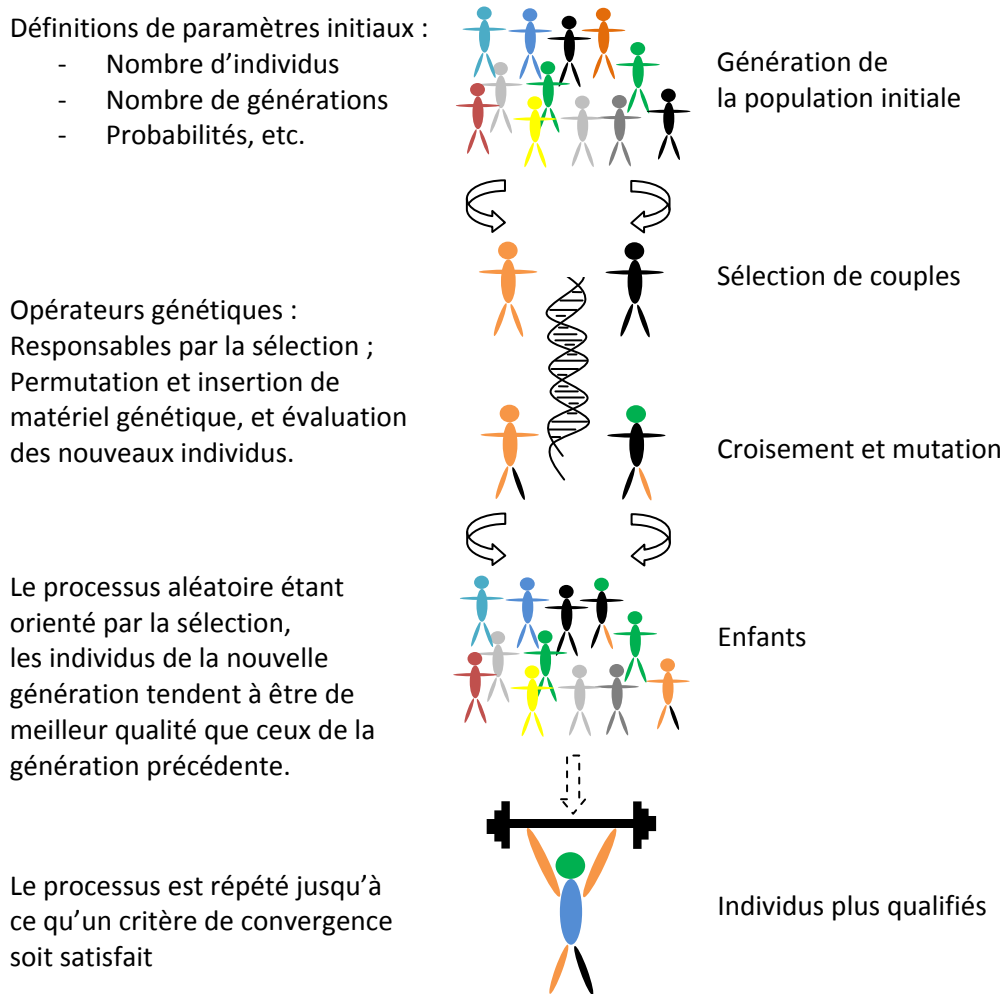 Définitions de paramètres initiaux :
- Nombre d'individus
- Nombre de générations
- Probabilités, etc.
Génération de
la population initiale
Sélection de couples
Opérateurs génétiques :
Responsables par la sélection ;
Permutation et insertion de
matériel génétique, et évaluation
des nouveaux individus.
Croisement et mutation
Le processus aléatoire étant
orienté par la sélection,
les individus de la nouvelle
génération tendent à être de
meilleur qualité que ceux de la
génération précédente.
Enfants
Le processus est répété jusqu'à
ce qu'un critère de convergence
soit satisfait
Individus plus qualifiés